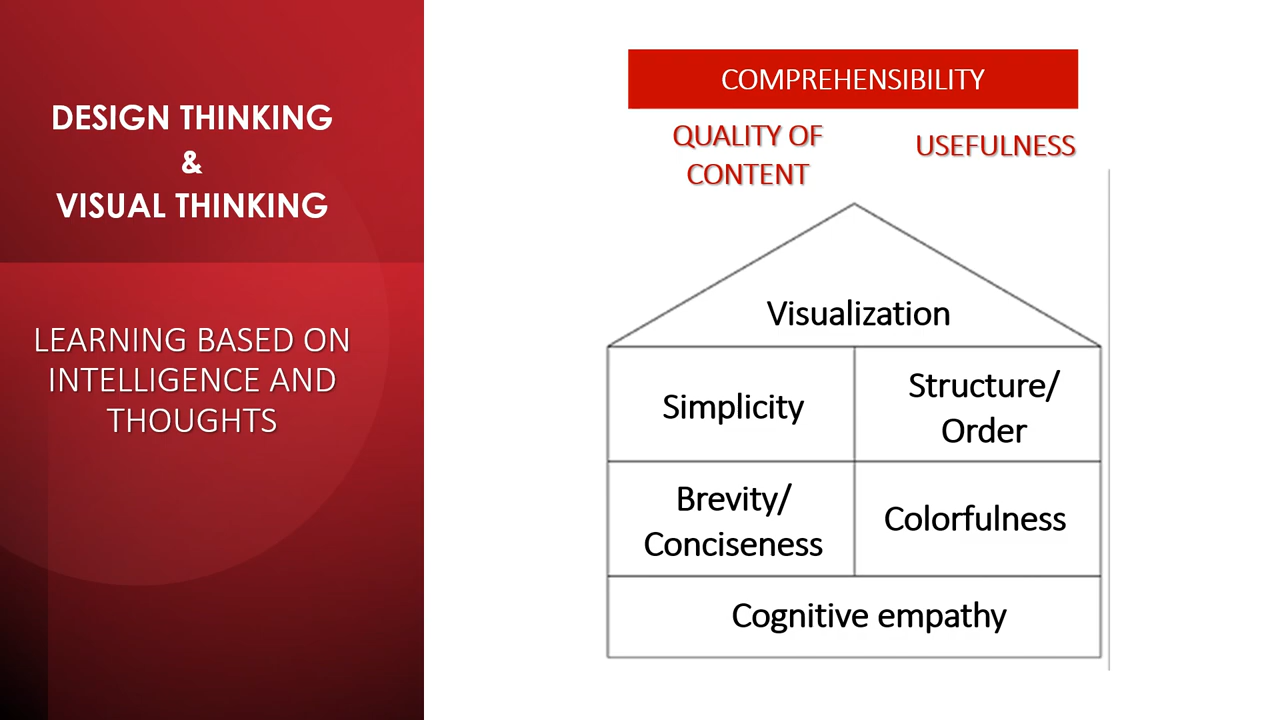 DESIGN THINKING
&
VISUAL THINKING
LEARNING BASED ON
INTELLIGENCE AND
THOUGHTS
COMPREHENSIBILITY
QUALITY OF
CONTENT
USEFULNESS
Visualization
Simplicity
Structure/
Order
Brevity/
Conciseness
Colorfulness
Cognitive empathy